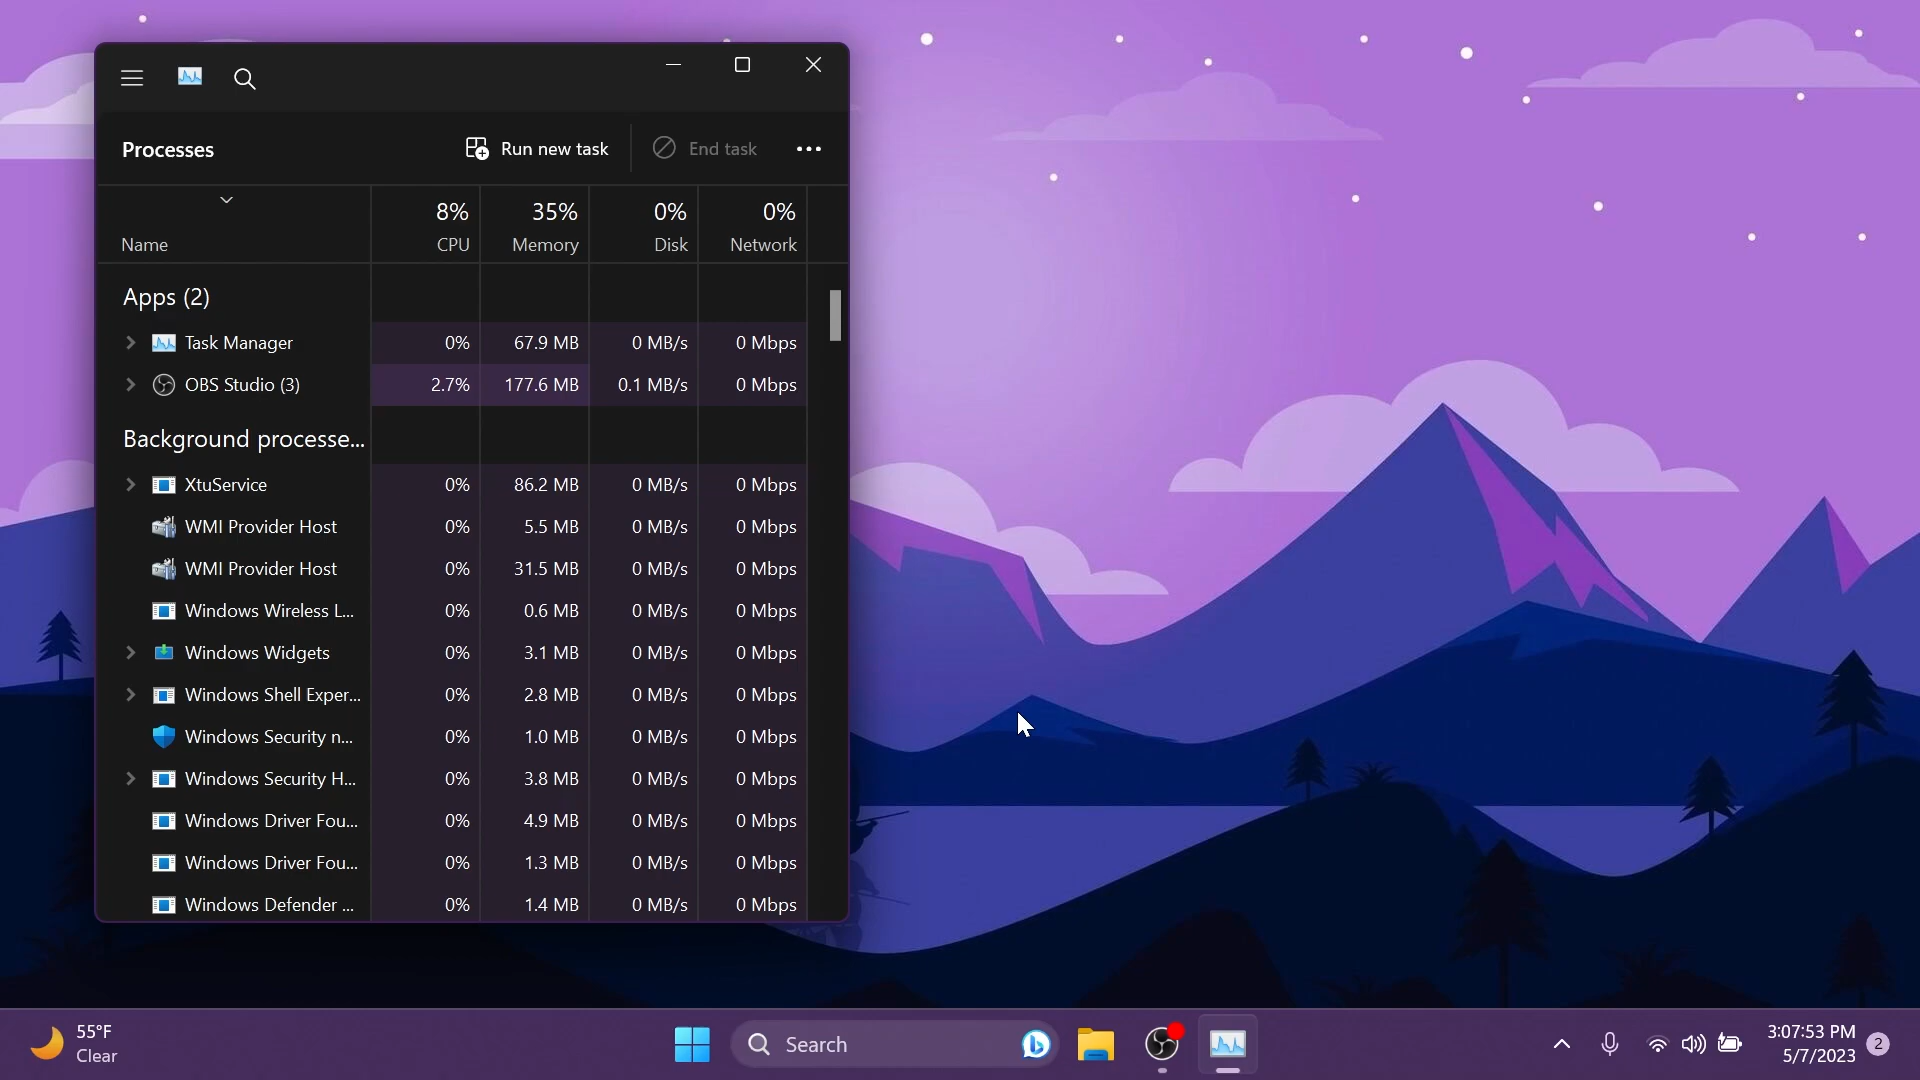 Processes
Run new task
End task
8%
35%
0%
0%
Name
CPU
Memory
Disk
Network
Apps (2)
Task Manager 0% 67.9 MB 0 MB/s 0 Mbps
OBS Studio (3) 2.7% 177.6 MB 0.1 MB/s 0 Mbps
Background processe...
XtuService 0% 86.2 MB 0 MB/s 0 Mbps
WMI Provider Host 0% 5.5 MB 0 MB/s 0 Mbps
WMI Provider Host 0% 31.5 MB 0 MB/s 0 Mbps
Windows Wireless L... 0% 0.6 MB 0 MB/s 0 Mbps
Windows Widgets 0% 3.1 MB 0 MB/s 0 Mbps
Windows Shell Exper... 0% 2.8 MB 0 MB/s 0 Mbps
Windows Security n... 0% 1.0 MB 0 MB/s 0 Mbps
Windows Security H... 0% 3.8 MB 0 MB/s 0 Mbps
Windows Driver Fou... 0% 4.9 MB 0 MB/s 0 Mbps
Windows Driver Fou... 0% 1.3 MB 0 MB/s 0 Mbps
Windows Defender ... 0% 1.4 MB 0 MB/s 0 Mbps
55°F
Clear
Search
3:07:53 PM
5/7/2023
2